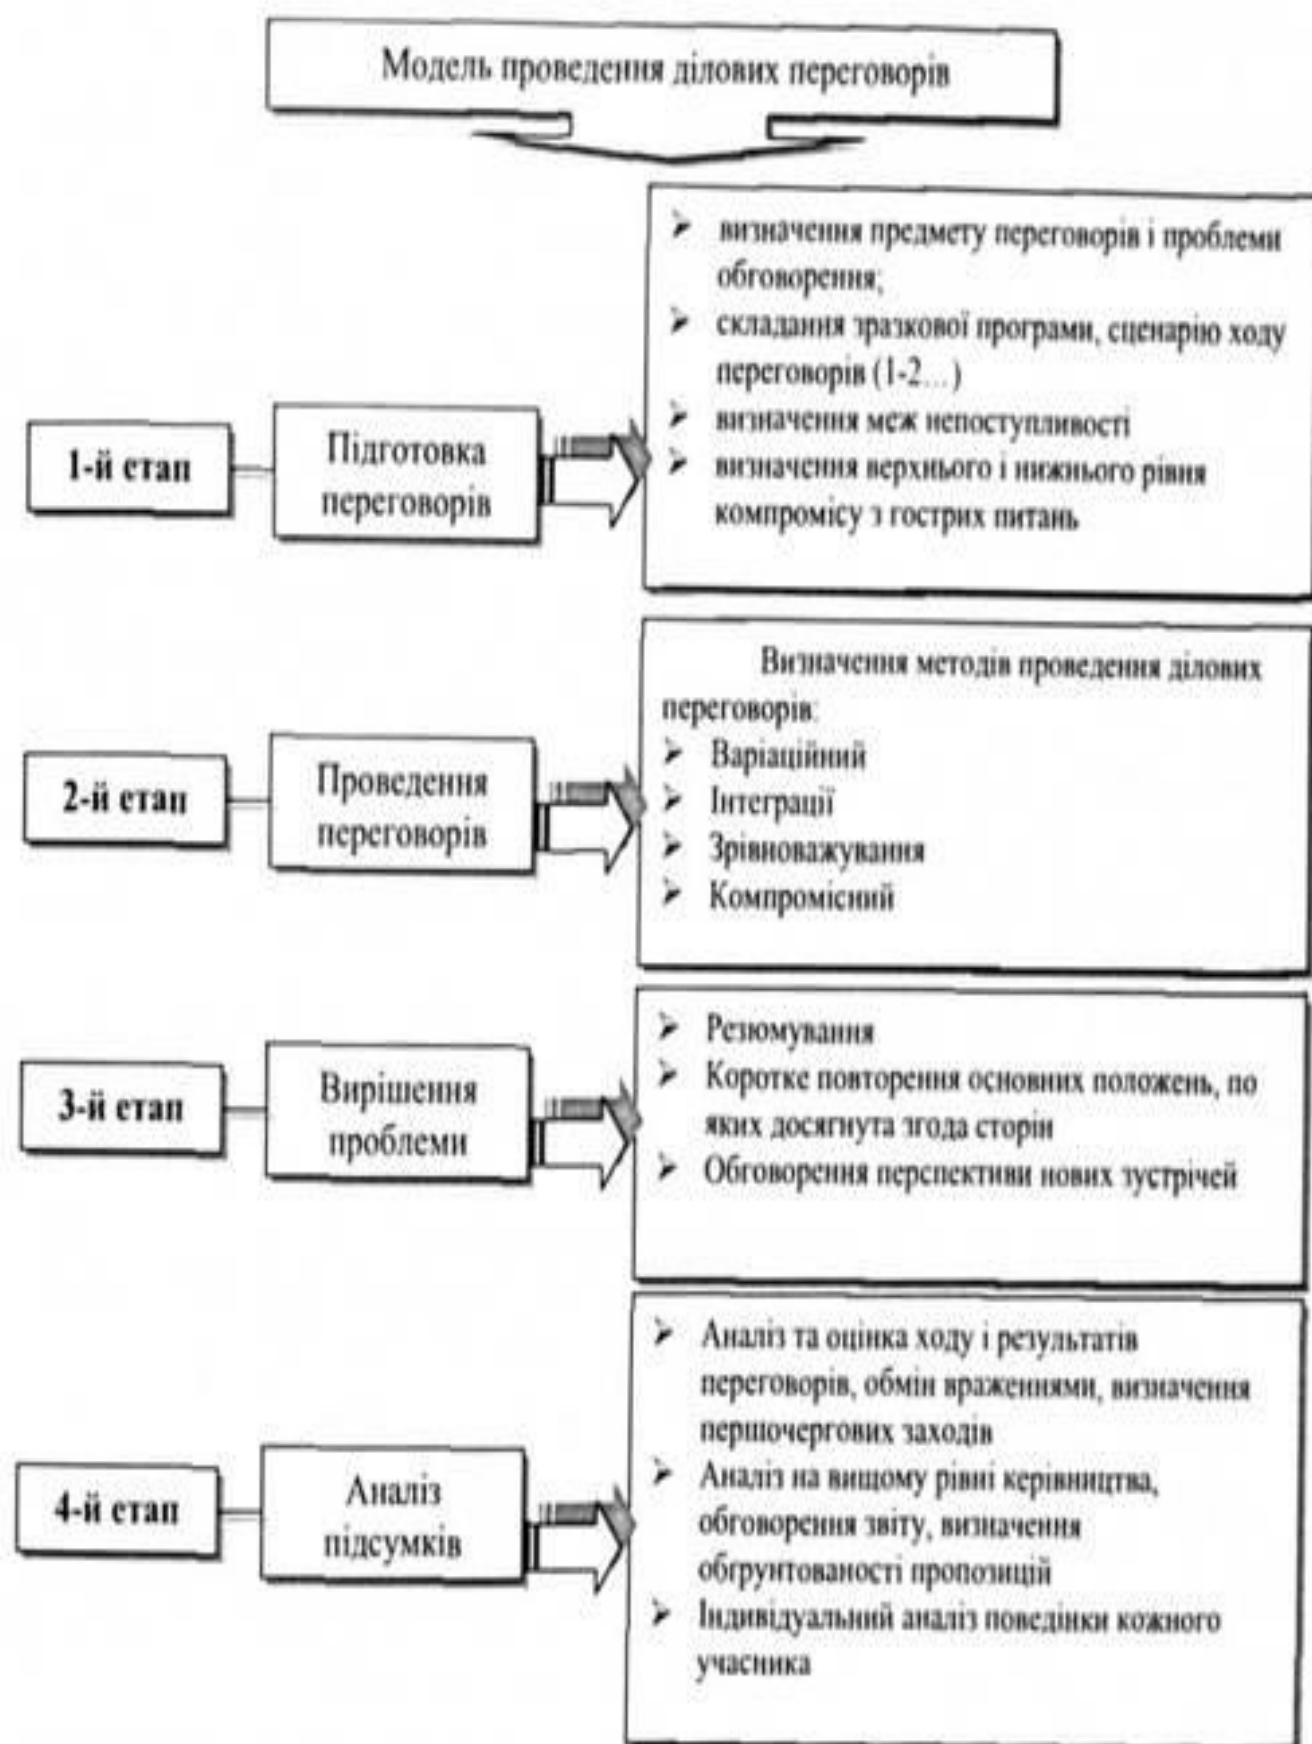 Модель проведення ділових переговорів
1-й етап
Підготовка
переговорів
визначення предмету переговорів і проблеми
обговорення;
складання зразкової програми, сценарію ходу
переговорів (1-2...)
визначення меж непоступливості
визначення верхнього і нижнього рівня
компромісу з гострих питань
2-й етап
Проведення
переговорів
Визначення методів проведення ділових
переговорів:
Варіаційний
Інтеграції
Зрівноважування
Компромісний
3-й етап
Вирішення
проблеми
Резюмування
Коротке повторення основних положень, по
яких досягнута згода сторін
Обговорення перспективи нових зустрічей
4-й етап
Аналіз
підсумків
Аналіз та оцінка ходу і результатів
переговорів, обмін враженнями, визначення
першочергових заходів
Аналіз на вищому рівні керівництва,
обговорення звіту, визначення
обгрунтованості пропозицій
Індивідуальний аналіз поведінки кожного
учасника